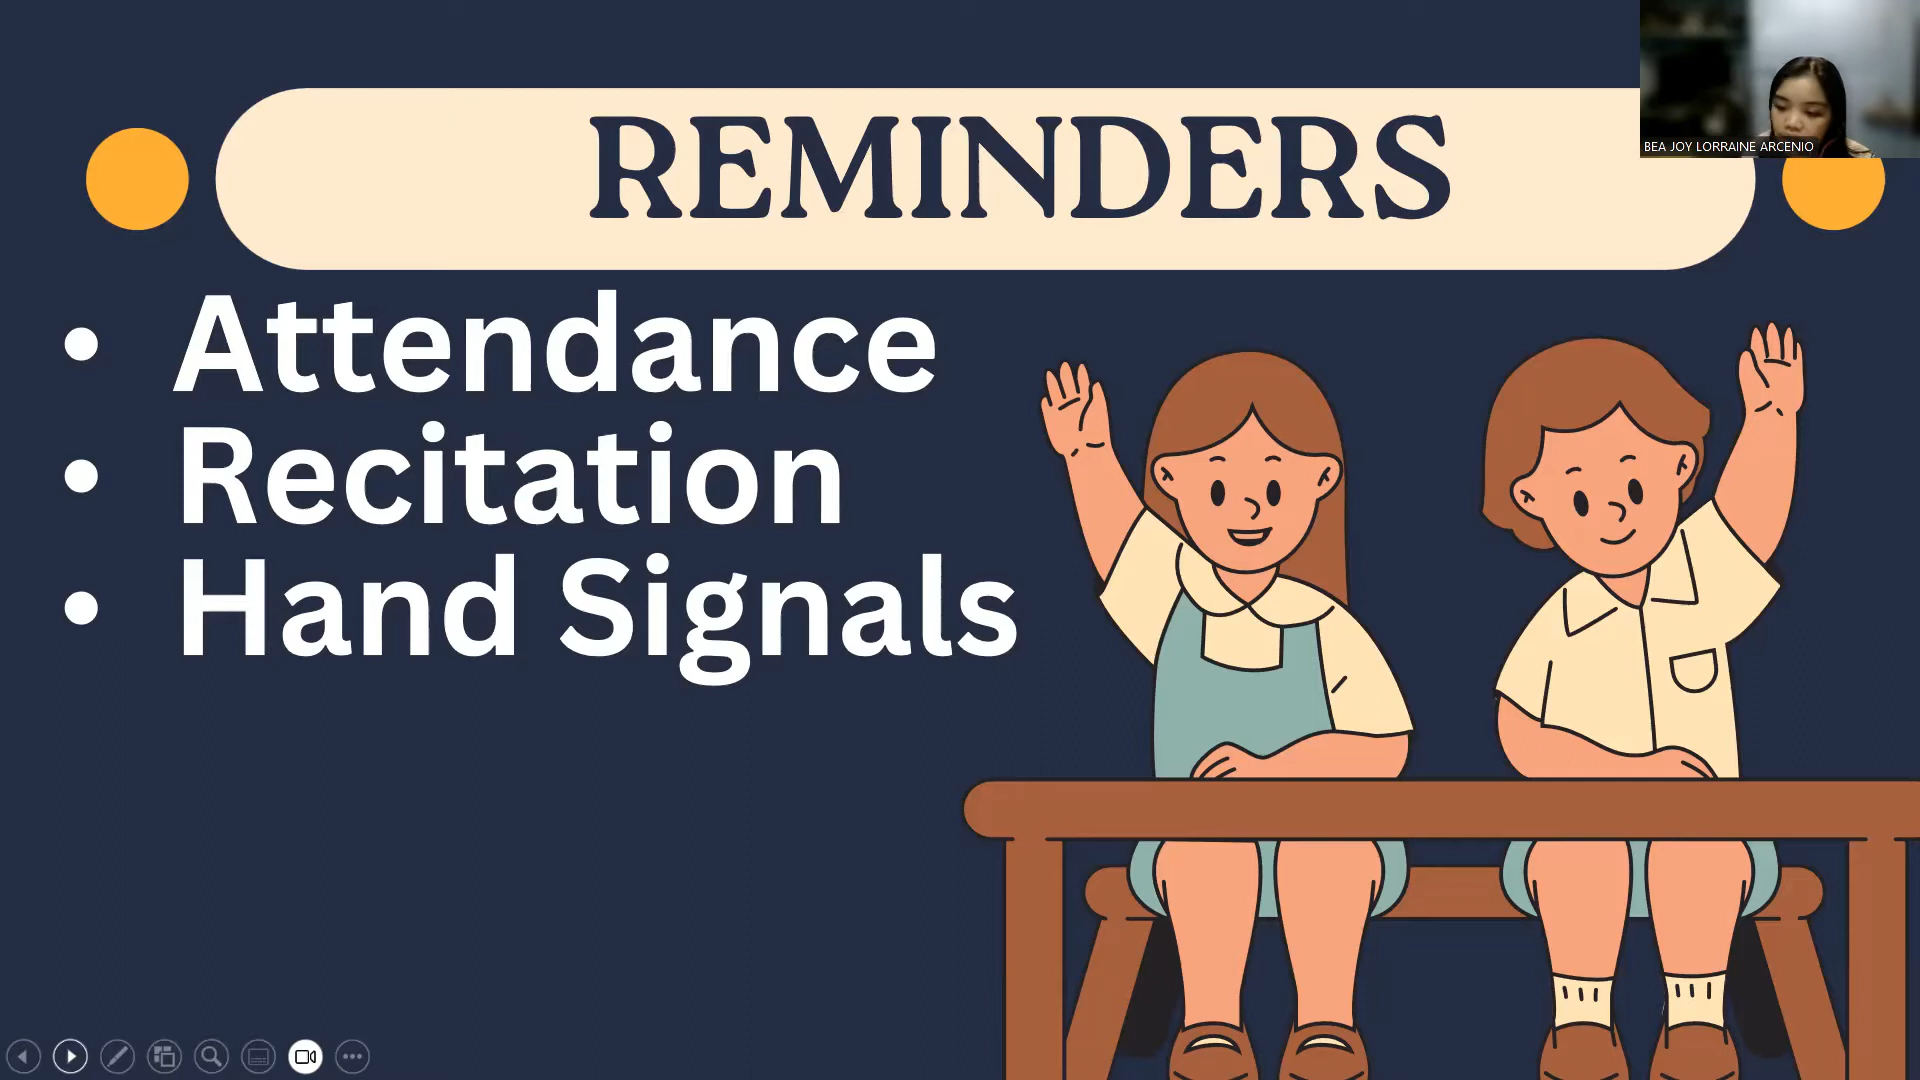 REMINDERS
BEA JOY LORRAINE ARCENIO
• Attendance
• Recitation
• Hand Signals